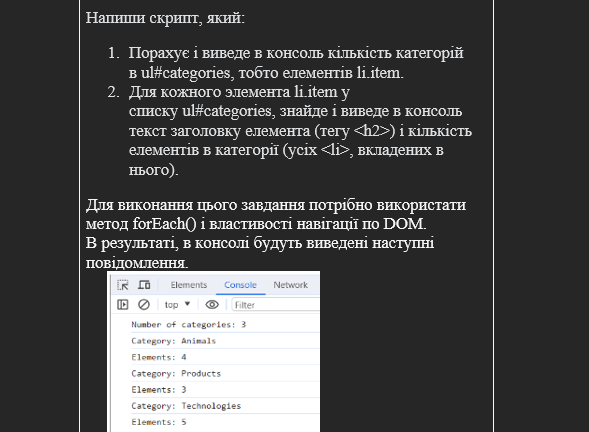 Напиши скрипт, який:
1. Порахує і виведе в консоль кількість категорій
в ul#categories, тобто елементів li.item.
2. Для кожного элемента li.item у
списку ul#categories, знайде і виведе в консоль
текст заголовку елемента (тегу <h2>) і кількість
елементів в категорії (усіх <li>, вкладених в
нього).
Для виконання цього завдання потрібно використати
метод forEach() і властивості навігації по DOM.
В результаті, в консолі будуть виведені наступні
повідомлення.
Elements Console Network
top ▼ Filter
Number of categories: 3
Category: Animals
Elements: 4
Category: Products
Elements: 3
Category: Technologies
Elements: 5